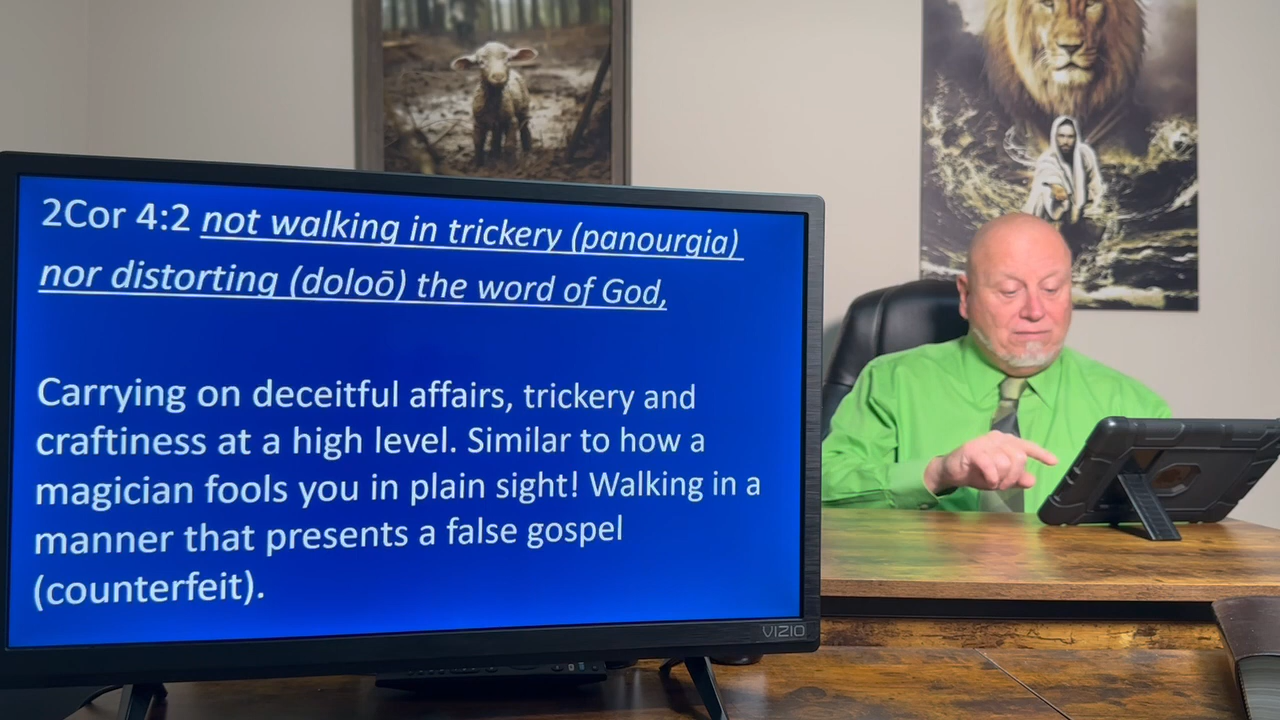 2Cor 4:2 not walking in trickery (panourgia)
nor distorting (doloō) the word of God,
Carrying on deceitful affairs, trickery and
craftiness at a high level. Similar to how a
magician fools you in plain sight! Walking in a
manner that presents a false gospel
(counterfeit).
VIZIO